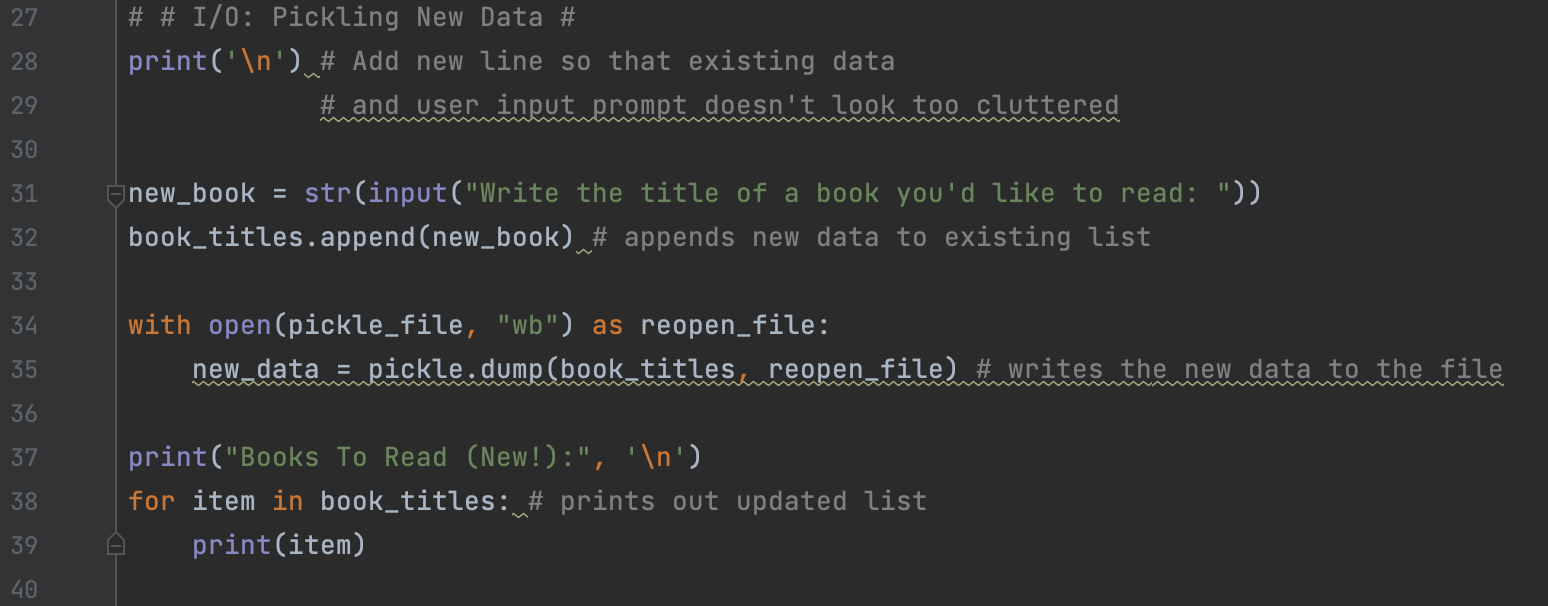 27 # # I/O: Pickling New Data #
28 print('\n') # Add new line so that existing data
29             # and user input prompt doesn't look too cluttered
30
31 new_book = str(input("Write the title of a book you'd like to read: "))
32 book_titles.append(new_book) # appends new data to existing list
33
34 with open(pickle_file, "wb") as reopen_file:
35     new_data = pickle.dump(book_titles, reopen_file) # writes the new data to the file
36
37 print("Books To Read (New!):", '\n')
38 for item in book_titles: # prints out updated list
39     print(item)
40